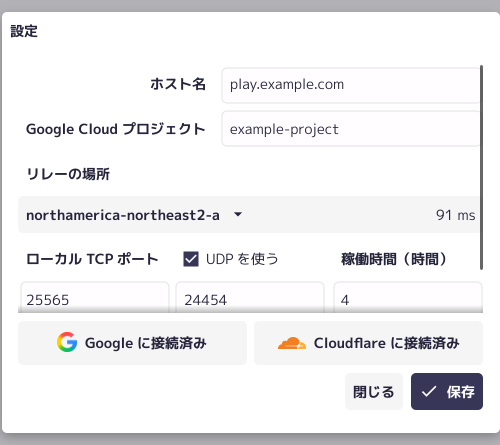 設定
ホスト名 play.example.com
Google Cloud プロジェクト example-project
リレーの場所
northamerica-northeast2-a 91 ms
ローカル TCP ポート UDP を使う 稼働時間（時間）
25565 24454 4
Google に接続済み Cloudflare に接続済み
閉じる 保存